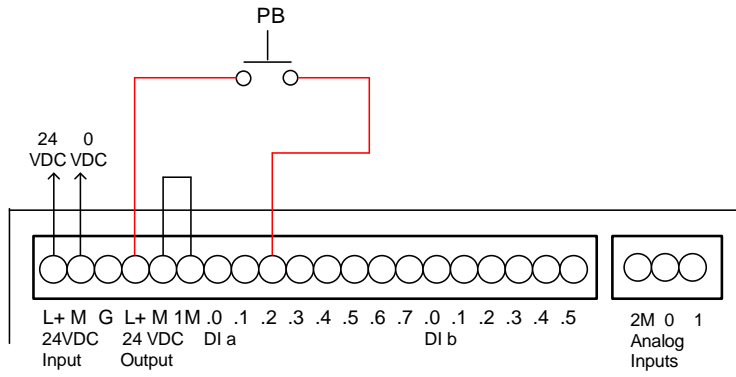 PB
24 0
VDC VDC
L+ M G L+ M 1M .0 .1 .2 .3 .4 .5 .6 .7 .0 .1 .2 .3 .4 .5
24VDC 24 VDC DI a DI b
Input Output
2M 0 1
Analog
Inputs